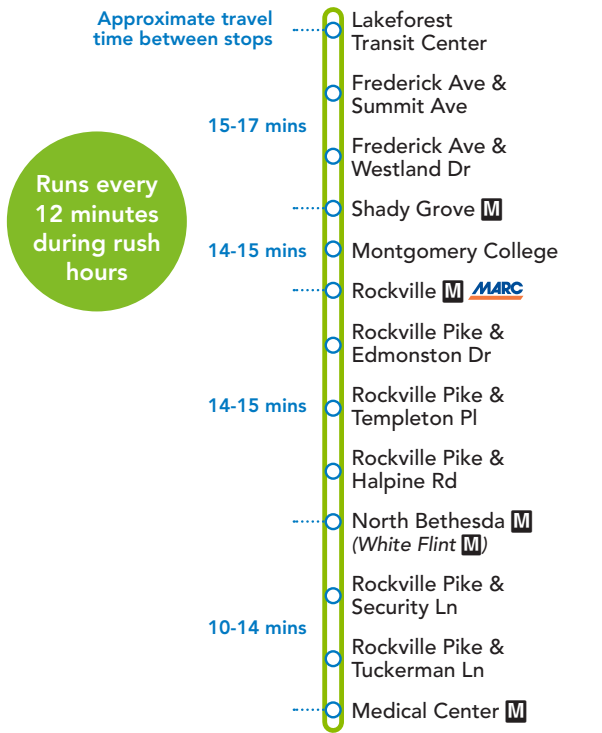 Approximate travel
time between stops
Lakeforest
Transit Center
Frederick Ave &
Summit Ave
15-17 mins
Frederick Ave &
Westland Dr
Runs every
12 minutes
during rush
hours
Shady Grove M
14-15 mins
Montgomery College
Rockville M MARC
Rockville Pike &
Edmonston Dr
14-15 mins
Rockville Pike &
Templeton Pl
Rockville Pike &
Halpine Rd
North Bethesda M
(White Flint M)
Rockville Pike &
Security Ln
10-14 mins
Rockville Pike &
Tuckerman Ln
Medical Center M